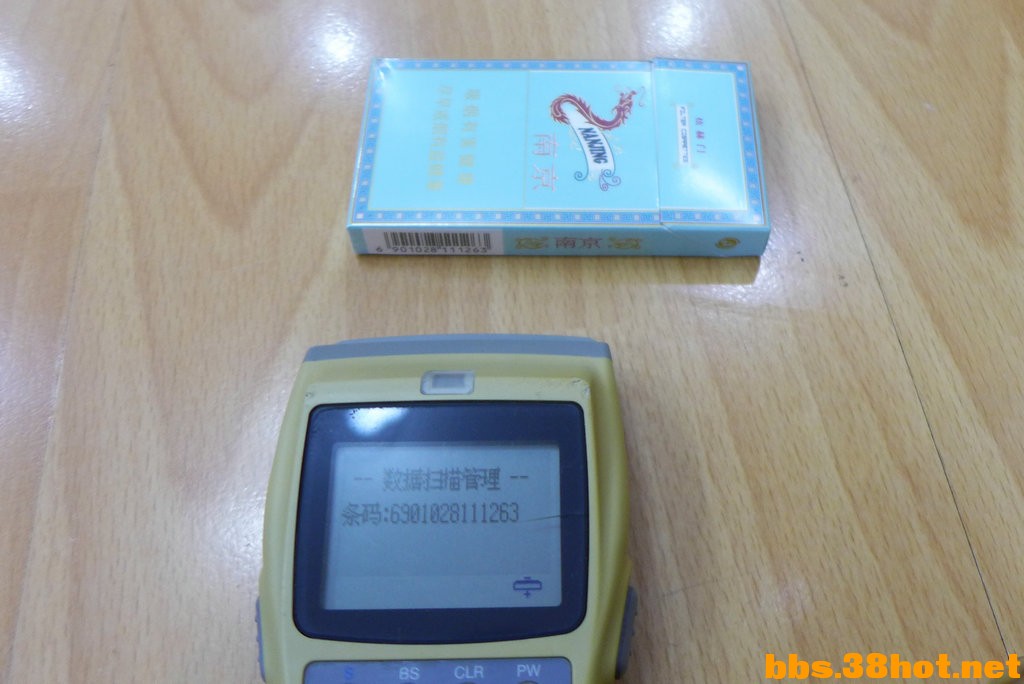 NANJING
南京
6 901028 111263
南京
-- 数据扫描管理 --
条码:6901028111263
S BS CLR PW
bbs.38hot.net